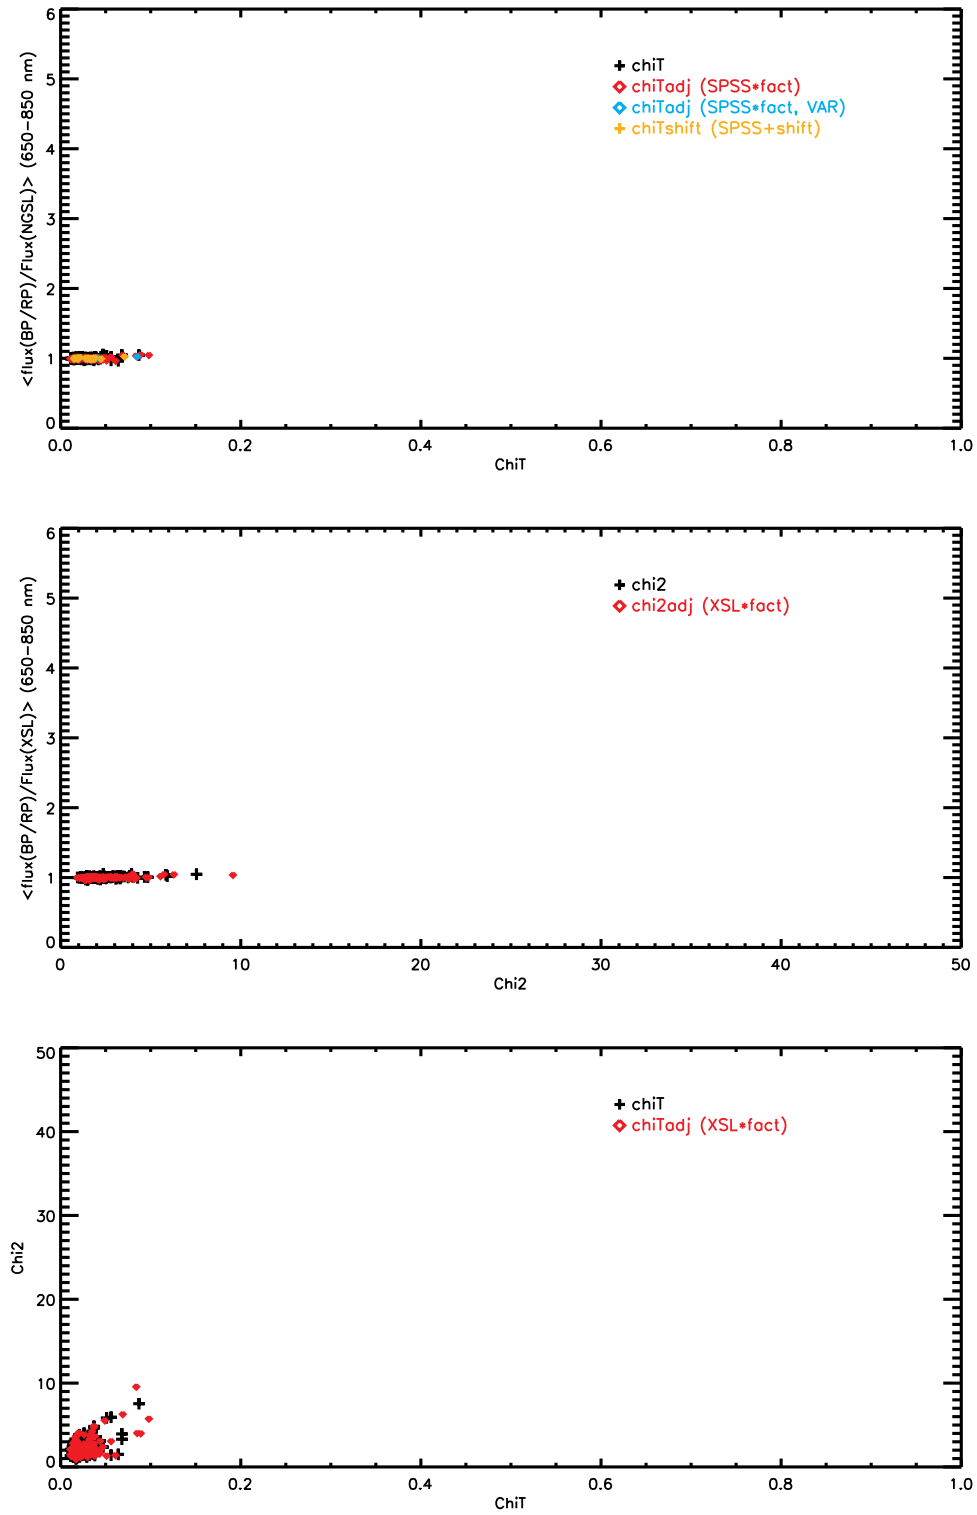 6
5
4
3
2
1
0
<flux(BP/RP)/Flux(NGSL)> (650-850 nm)
chiT
chiTadj (SPSS*fact)
chiTadj (SPSS*fact, VAR)
chiTshift (SPSS+shift)
0.0 0.2 0.4 0.6 0.8 1.0
ChiT
6
5
4
3
2
1
0
<flux(BP/RP)/Flux(XSL)> (650-850 nm)
chi2
chi2adj (XSL*fact)
0 10 20 30 40 50
Chi2
50
40
30
20
10
0
Chi2
chiT
chiTadj (XSL*fact)
0.0 0.2 0.4 0.6 0.8 1.0
ChiT